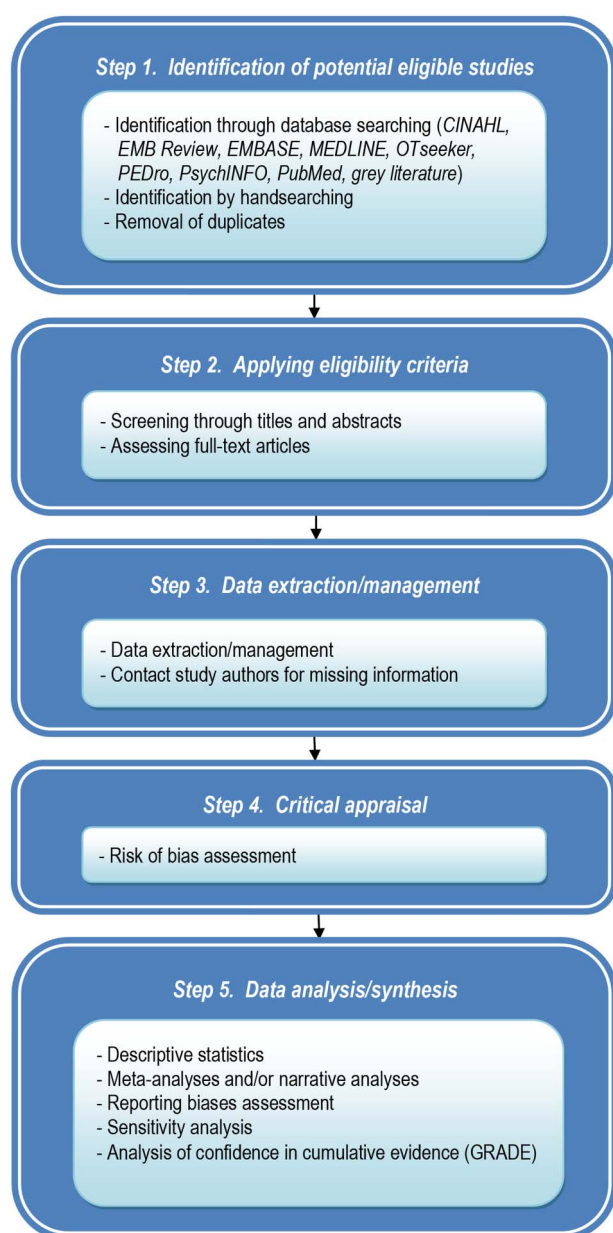 Step 1. Identification of potential eligible studies
- Identification through database searching (CINAHL,
EMB Review, EMBASE, MEDLINE, OTseeker,
PEDro, PsychINFO, PubMed, grey literature)
- Identification by handsearching
- Removal of duplicates
Step 2. Applying eligibility criteria
- Screening through titles and abstracts
- Assessing full-text articles
Step 3. Data extraction/management
- Data extraction/management
- Contact study authors for missing information
Step 4. Critical appraisal
- Risk of bias assessment
Step 5. Data analysis/synthesis
- Descriptive statistics
- Meta-analyses and/or narrative analyses
- Reporting biases assessment
- Sensitivity analysis
- Analysis of confidence in cumulative evidence (GRADE)